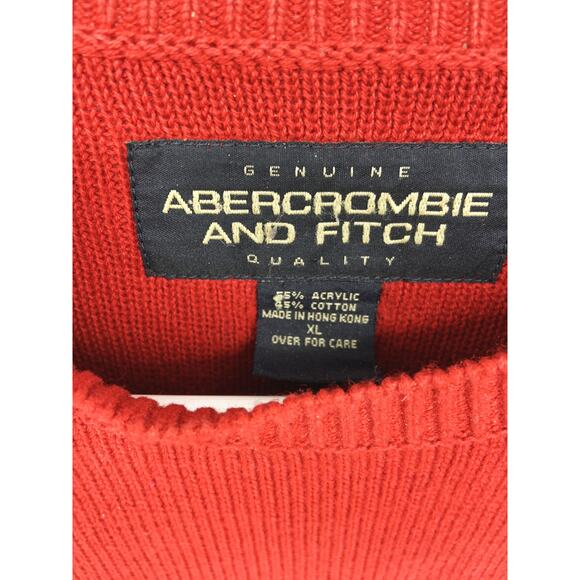 GENUINE
ABERCROMBIE
AND FITCH
QUALITY
55% ACRYLIC
45% COTTON
MADE IN HONG KONG
XL
OVER FOR CARE